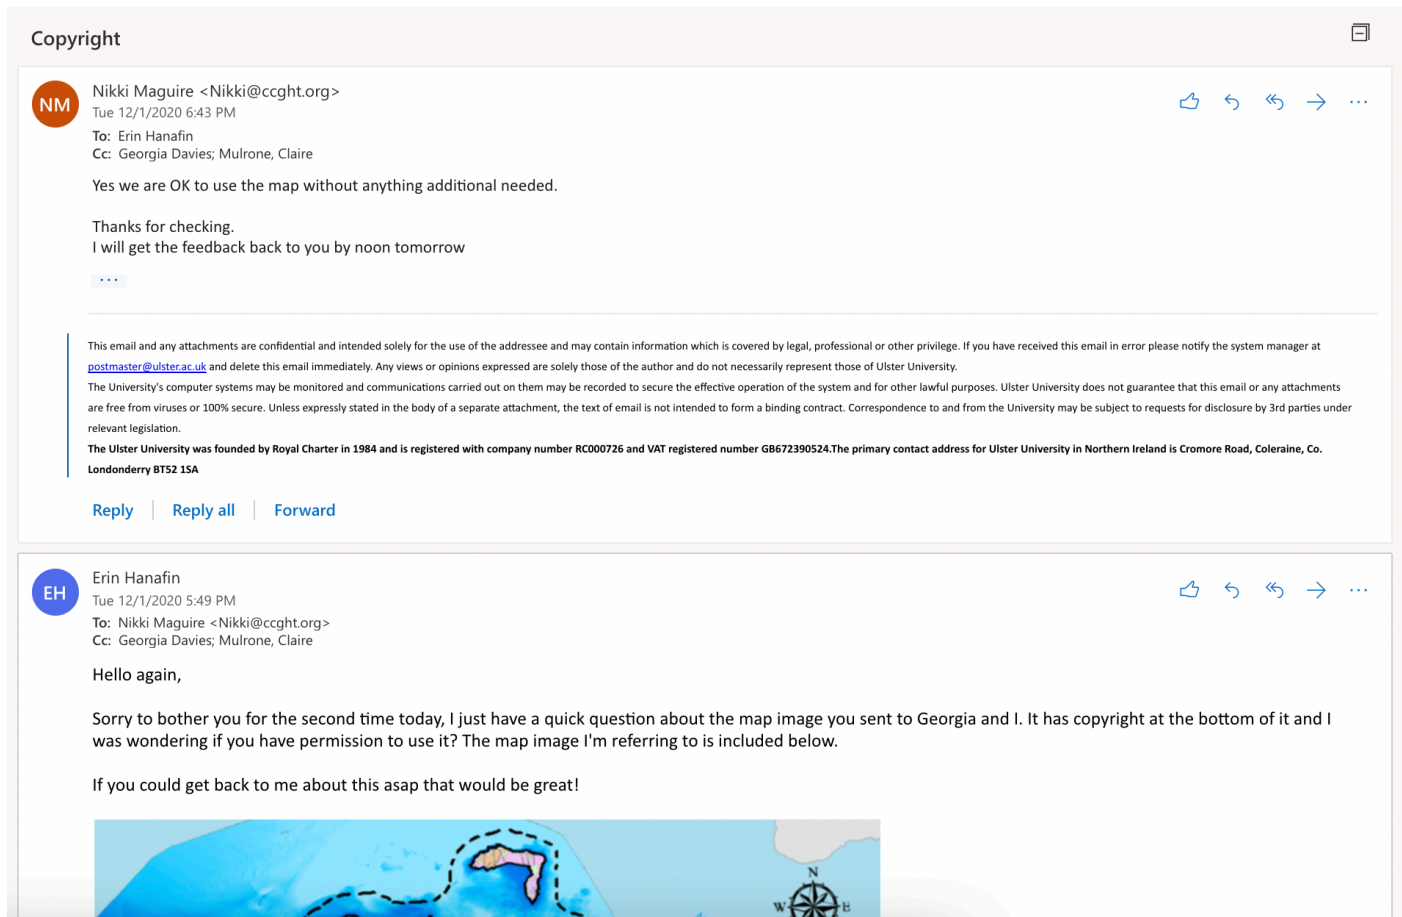 Copyright
NM
Nikki Maguire <Nikki@ccght.org>
Tue 12/1/2020 6:43 PM
To: Erin Hanafin
Cc: Georgia Davies; Mulrone, Claire
Yes we are OK to use the map without anything additional needed.
Thanks for checking.
I will get the feedback back to you by noon tomorrow
...
This email and any attachments are confidential and intended solely for the use of the addressee and may contain information which is covered by legal, professional or other privilege. If you have received this email in error please notify the system manager at
postmaster@ulster.ac.uk and delete this email immediately. Any views or opinions expressed are solely those of the author and do not necessarily represent those of Ulster University.
The University's computer systems may be monitored and communications carried out on them may be recorded to secure the effective operation of the system and for other lawful purposes. Ulster University does not guarantee that this email or any attachments
are free from viruses or 100% secure. Unless expressly stated in the body of a separate attachment, the text of email is not intended to form a binding contract. Correspondence to and from the University may be subject to requests for disclosure by 3rd parties under
relevant legislation.
The Ulster University was founded by Royal Charter in 1984 and is registered with company number RC000726 and VAT registered number GB672390524.The primary contact address for Ulster University in Northern Ireland is Cromore Road, Coleraine, Co.
Londonderry BT52 1SA
Reply Reply all Forward
EH
Erin Hanafin
Tue 12/1/2020 5:49 PM
To: Nikki Maguire <Nikki@ccght.org>
Cc: Georgia Davies; Mulrone, Claire
Hello again,
Sorry to bother you for the second time today, I just have a quick question about the map image you sent to Georgia and I. It has copyright at the bottom of it and I
was wondering if you have permission to use it? The map image I'm referring to is included below.
If you could get back to me about this asap that would be great!
N
W E